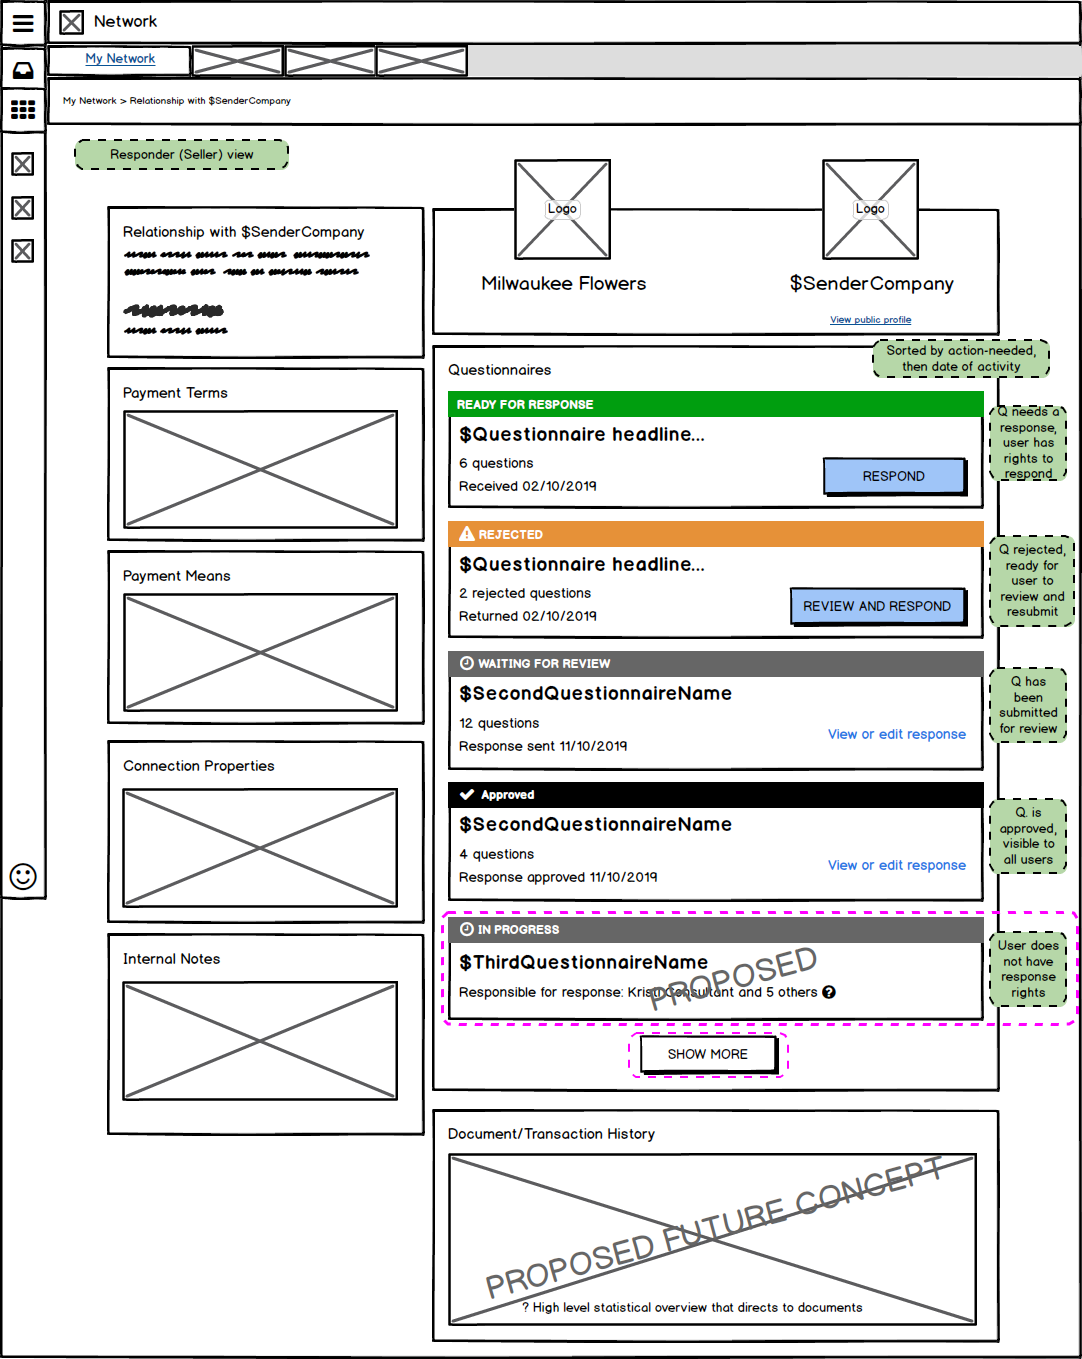 Network
My Network
My Network > Relationship with $SenderCompany
Responder (Seller) view
Relationship with $SenderCompany
Payment Terms
Payment Means
Connection Properties
Internal Notes
Logo
Logo
Milwaukee Flowers
$SenderCompany
View public profile
Sorted by action-needed,
then date of activity
Questionnaires
READY FOR RESPONSE
$Questionnaire headline...
6 questions
Received 02/10/2019
RESPOND
Q needs a
response,
user has
rights to
respond
REJECTED
$Questionnaire headline...
2 rejected questions
Returned 02/10/2019
REVIEW AND RESPOND
Q rejected,
ready for
user to
review and
resubmit
WAITING FOR REVIEW
$SecondQuestionnaireName
12 questions
Response sent 11/10/2019
View or edit response
Q has
been
submitted
for review
Approved
$SecondQuestionnaireName
4 questions
Response approved 11/10/2019
View or edit response
Q. is
approved,
visible to
all users
IN PROGRESS
$ThirdQuestionnaireName
PROPOSED
Responsible for response: Kristi Consultant and 5 others
User does
not have
response
rights
SHOW MORE
Document/Transaction History
PROPOSED FUTURE CONCEPT
? High level statistical overview that directs to documents